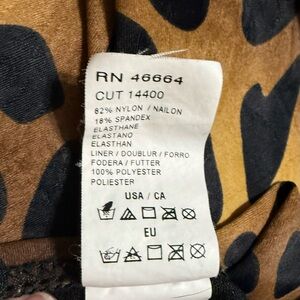 RN 46664
CUT 14400
82% NYLON / NAILON
18% SPANDEX
ELASTHANE
ELASTANO
ELASTHAN
LINER / DOUBLUR / FORRO
FODERA / FUTTER
100% POLYESTER
POLIESTER
USA / CA
EU